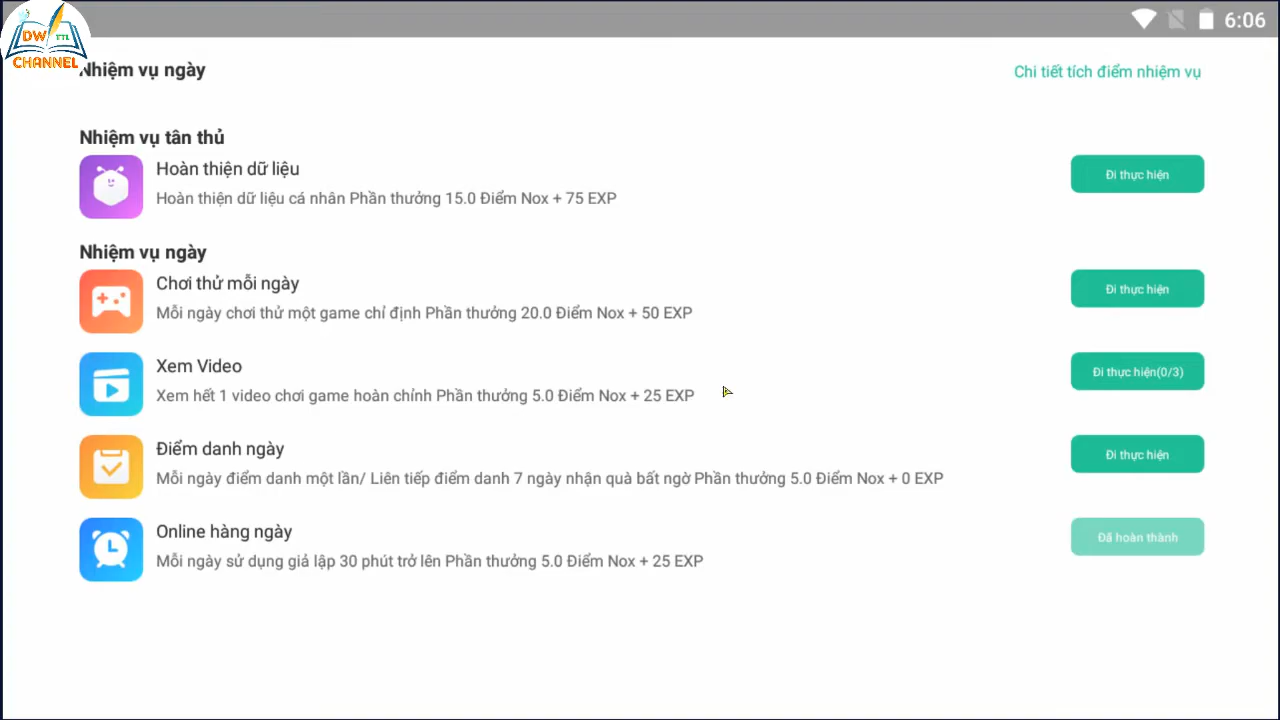 DW TTL
CHANNEL
6:06
Nhiệm vụ ngày
Chi tiết tích điểm nhiệm vụ
Nhiệm vụ tân thủ
Hoàn thiện dữ liệu
Đi thực hiện
Hoàn thiện dữ liệu cá nhân Phần thưởng 15.0 Điểm Nox + 75 EXP
Nhiệm vụ ngày
Chơi thử mỗi ngày
Đi thực hiện
Mỗi ngày chơi thử một game chỉ định Phần thưởng 20.0 Điểm Nox + 50 EXP
Xem Video
Đi thực hiện(0/3)
Xem hết 1 video chơi game hoàn chỉnh Phần thưởng 5.0 Điểm Nox + 25 EXP
Điểm danh ngày
Đi thực hiện
Mỗi ngày điểm danh một lần/ Liên tiếp điểm danh 7 ngày nhận quà bất ngờ Phần thưởng 5.0 Điểm Nox + 0 EXP
Online hàng ngày
Đã hoàn thành
Mỗi ngày sử dụng giả lập 30 phút trở lên Phần thưởng 5.0 Điểm Nox + 25 EXP